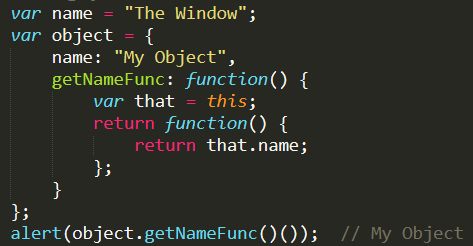 var name = "The Window";
var object = {
    name: "My Object",
    getNameFunc: function() {
        var that = this;
        return function() {
            return that.name;
        };
    }
};
alert(object.getNameFunc()());  // My Object